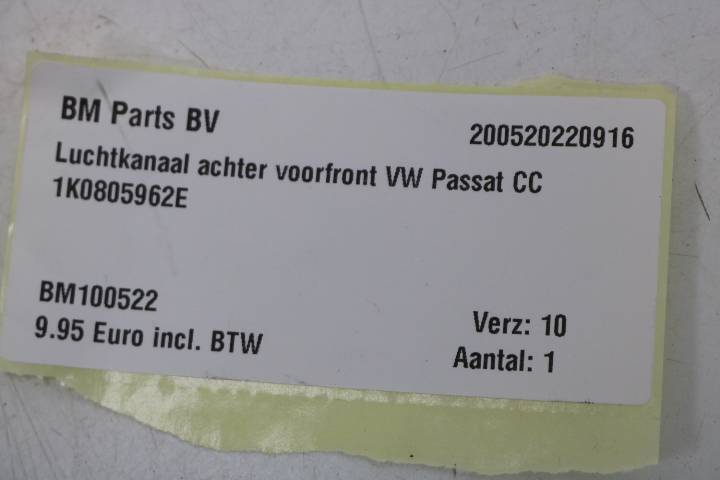 BM Parts BV
200520220916
Luchtkanaal achter voorfront VW Passat CC
1K0805962E
BM100522
9.95 Euro incl. BTW
Verz: 10
Aantal: 1